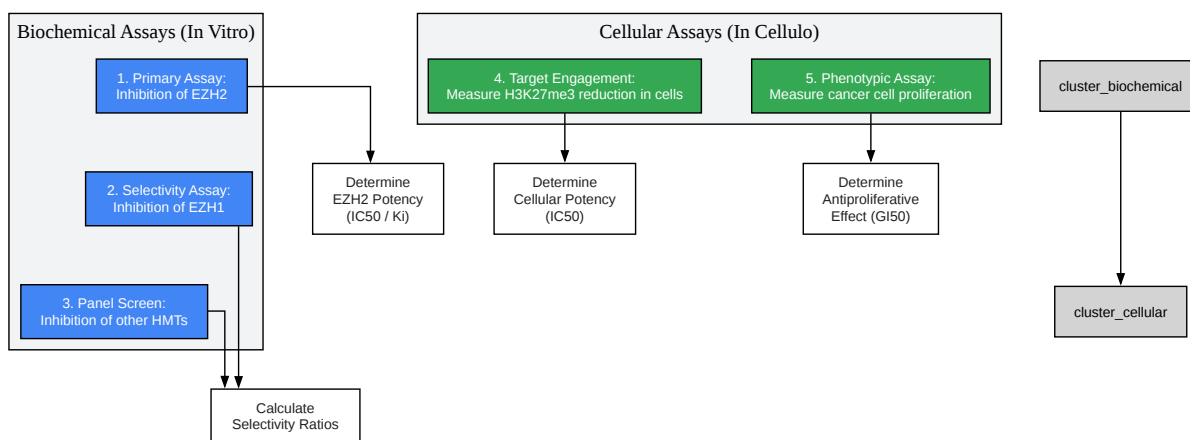 Biochemical Assays (In Vitro)
1. Primary Assay:
Inhibition of EZH2
2. Selectivity Assay:
Inhibition of EZH1
3. Panel Screen:
Inhibition of other HMTs
Cellular Assays (In Cellulo)
4. Target Engagement:
Measure H3K27me3 reduction in cells
5. Phenotypic Assay:
Measure cancer cell proliferation
Determine
EZH2 Potency
(IC50 / Ki)
Determine
Cellular Potency
(IC50)
Determine
Antiproliferative
Effect (GI50)
Calculate
Selectivity Ratios
cluster_biochemical
cluster_cellular